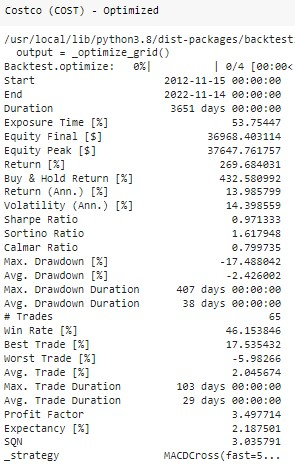 Costco (COST) - Optimized
/usr/local/lib/python3.8/dist-packages/backtest:
output = _optimize_grid()
Backtest.optimize: 0%| | 0/4 [00:00<
Start 2012-11-15 00:00:00
End 2022-11-14 00:00:00
Duration 3651 days 00:00:00
Exposure Time [%] 53.75447
Equity Final [$] 36968.403114
Equity Peak [$] 37647.761757
Return [%] 269.684031
Buy & Hold Return [%] 432.580992
Return (Ann.) [%] 13.985799
Volatility (Ann.) [%] 14.398559
Sharpe Ratio 0.971333
Sortino Ratio 1.617948
Calmar Ratio 0.799735
Max. Drawdown [%] -17.488042
Avg. Drawdown [%] -2.426002
Max. Drawdown Duration 407 days 00:00:00
Avg. Drawdown Duration 38 days 00:00:00
# Trades 65
Win Rate [%] 46.153846
Best Trade [%] 17.535432
Worst Trade [%] -5.98266
Avg. Trade [%] 2.045674
Max. Trade Duration 103 days 00:00:00
Avg. Trade Duration 29 days 00:00:00
Profit Factor 3.497714
Expectancy [%] 2.187501
SQN 3.035791
_strategy MACDCross(fast=5...